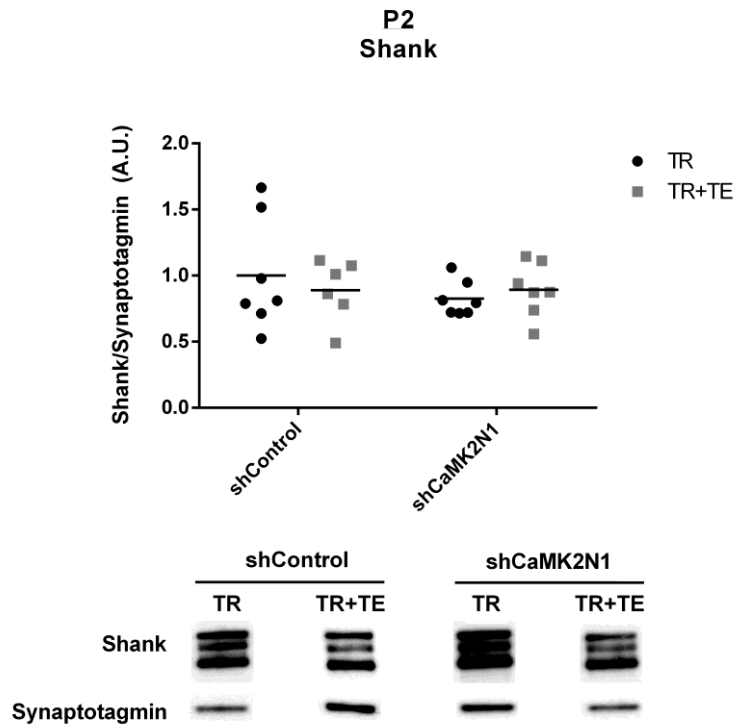 P2
Shank
Shank/Synaptotagmin (A.U.)
2.0
1.5
1.0
0.5
0.0
TR
TR+TE
shControl
shCaMK2N1
shControl
shCaMK2N1
TR
TR+TE
TR
TR+TE
Shank
Synaptotagmin